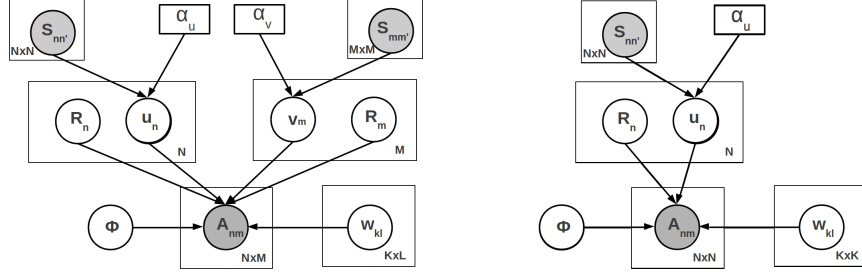 S nn'
NxN
α u
α v
S mm'
MxM
R n
u n
N
v m
R m
M
Φ
A nm
NxM
w kl
KxL
S nn'
NxN
α u
R n
u n
N
Φ
A nm
NxN
w kl
KxK